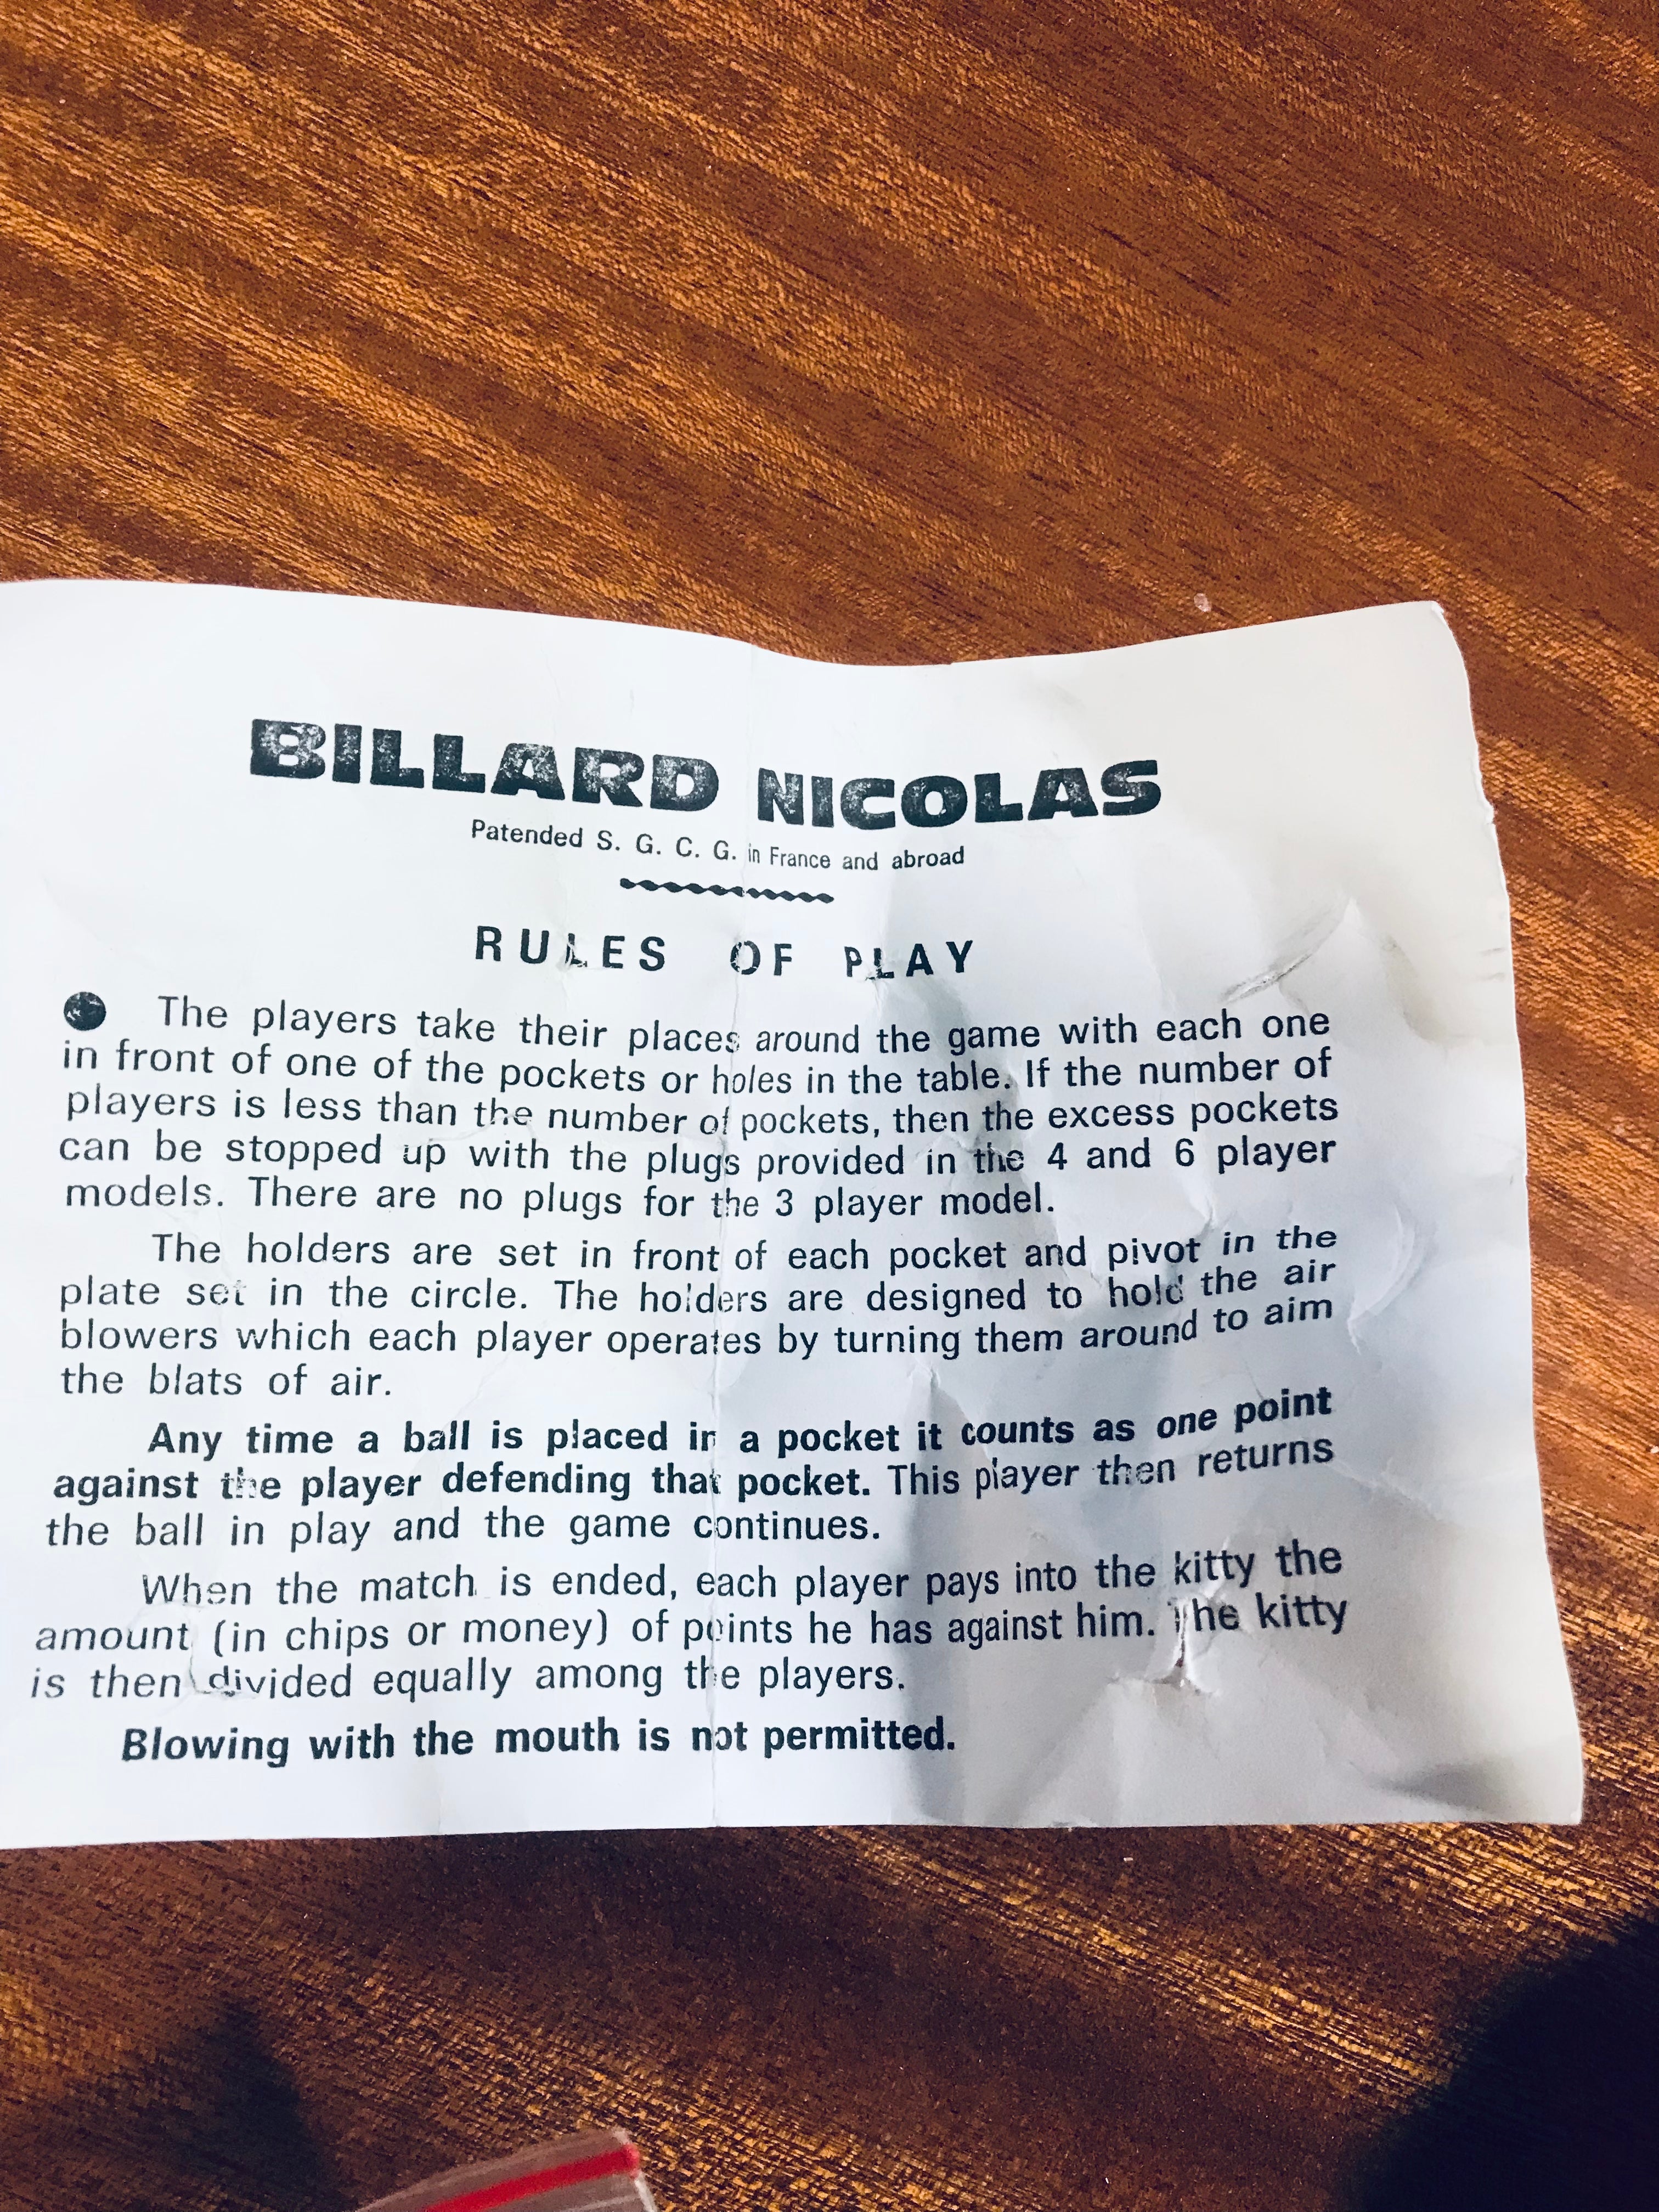 BILLARD NICOLAS
Patended S. G. C. G. in France and abroad
RULES OF PLAY
The players take their places around the game with each one
in front of one of the pockets or holes in the table. If the number of
players is less than the number of pockets, then the excess pockets
can be stopped up with the plugs provided in the 4 and 6 player
models. There are no plugs for the 3 player model.
The holders are set in front of each pocket and pivot in the
plate set in the circle. The holders are designed to hold the air
blowers which each player operates by turning them around to aim
the blats of air.
Any time a ball is placed in a pocket it counts as one point
against the player defending that pocket. This player then returns
the ball in play and the game continues.
When the match is ended, each player pays into the kitty the
amount (in chips or money) of points he has against him. The kitty
is then divided equally among the players.
Blowing with the mouth is not permitted.